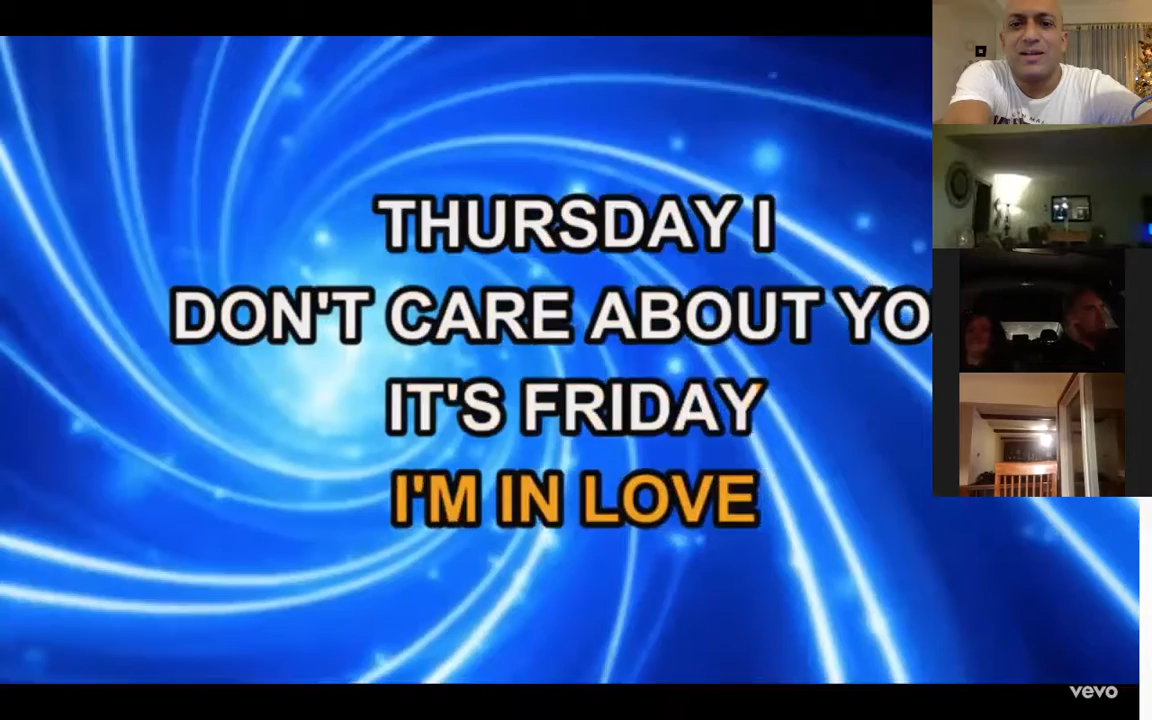 THURSDAY I
DON'T CARE ABOUT YO
IT'S FRIDAY
I'M IN LOVE
vevo